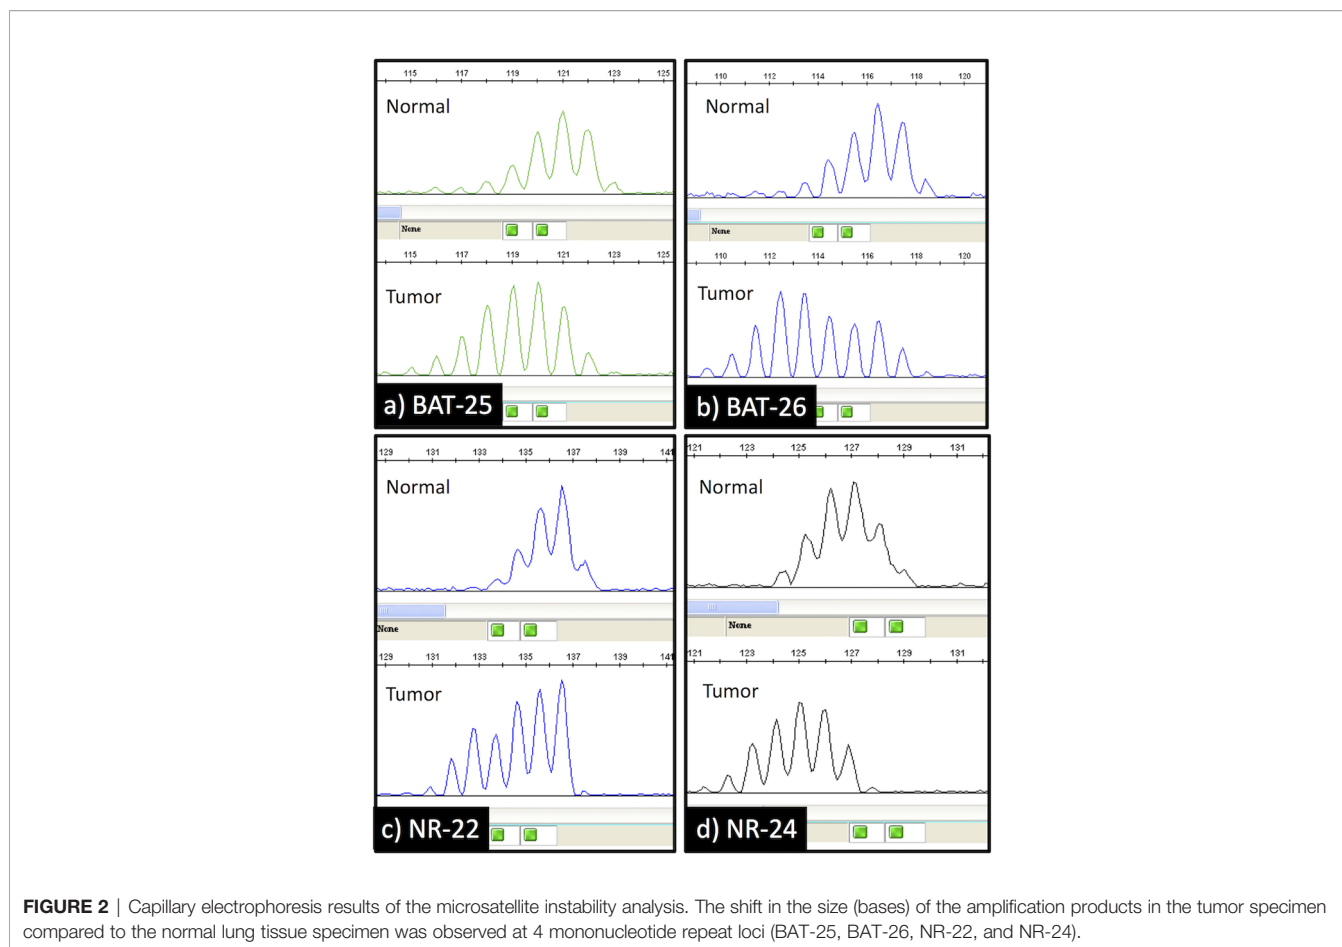 115 117 119 121 123 125
Normal
None
115 117 119 121 123 125
Tumor
a) BAT-25
110 112 114 116 118 120
Normal
None
110 112 114 116 118 120
Tumor
b) BAT-26
129 131 133 135 137 139 141
Normal
None
129 131 133 135 137 139 141
Tumor
c) NR-22
121 123 125 127 129 131
Normal
None
121 123 125 127 129 131
Tumor
d) NR-24
FIGURE 2 | Capillary electrophoresis results of the microsatellite instability analysis. The shift in the size (bases) of the amplification products in the tumor specimen
compared to the normal lung tissue specimen was observed at 4 mononucleotide repeat loci (BAT-25, BAT-26, NR-22, and NR-24).